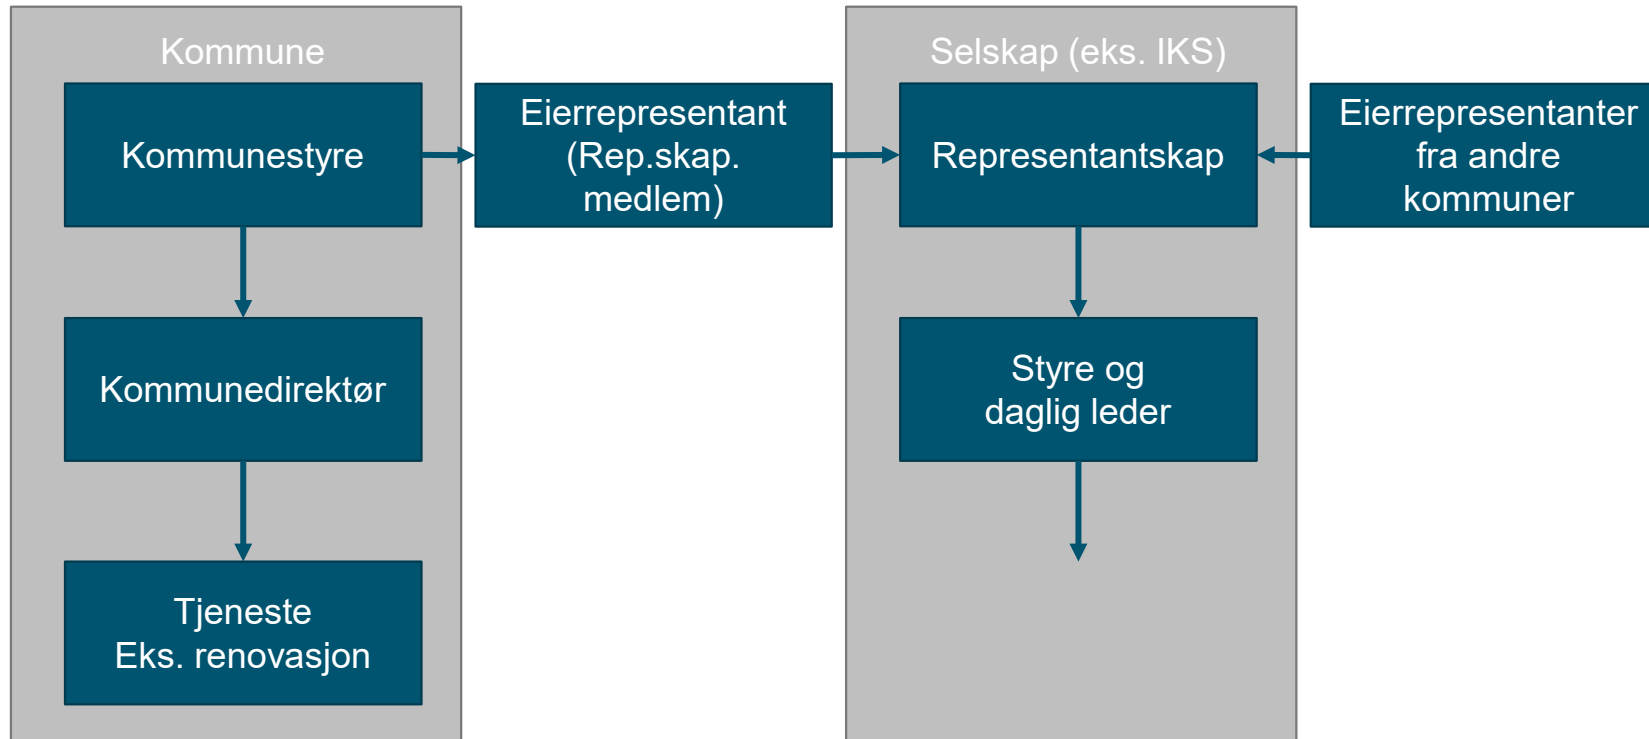 Kommune
Selskap (eks. IKS)
Kommunestyre
Eierrepresentant
(Rep.skap.
medlem)
Representantskap
Eierrepresentanter
fra andre
kommuner
Kommunedirektør
Styre og
daglig leder
Tjeneste
Eks. renovasjon